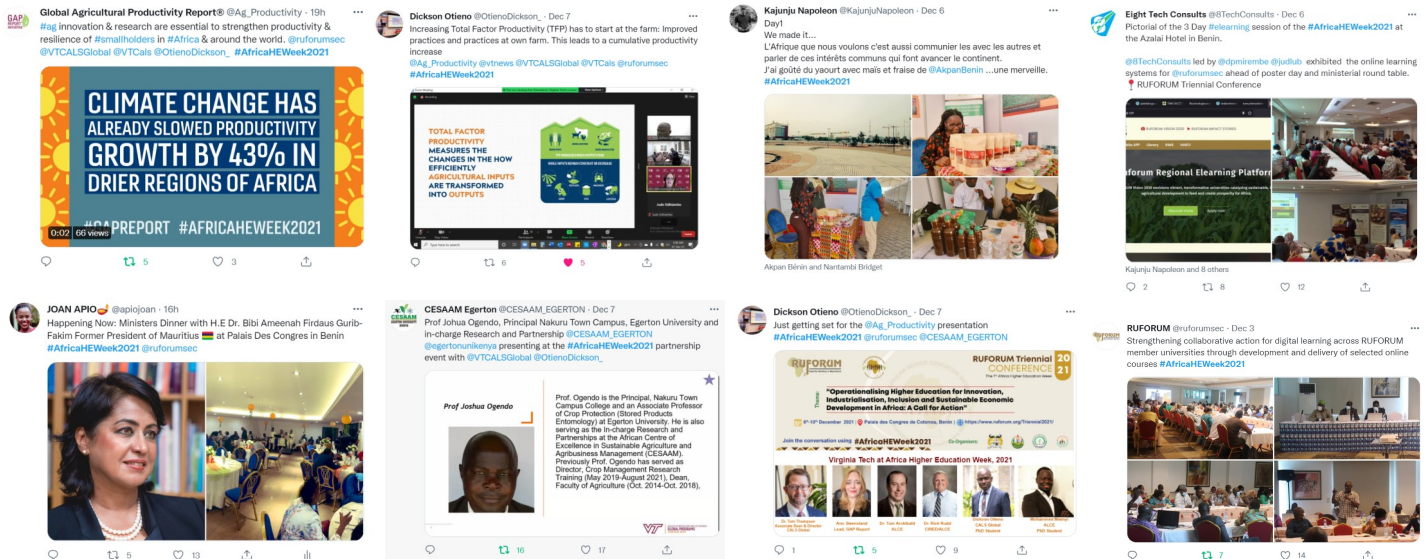 Global Agricultural Productivity Report® @Ag_Productivity · 19h
#ag innovation & research are essential to strengthen productivity &
resilience of #smallholders in #Africa & around the world. @ruforumsec
@VTCALSGlobal @VTCals @OtienoDickson_ #AfricaHEWeek2021
CLIMATE CHANGE HAS
ALREADY SLOWED PRODUCTIVITY
GROWTH BY 43% IN
DRIER REGIONS OF AFRICA
#GAPREPORT #AFRICAHEWEEK2021
0:02 66 views
5 3
Dickson Otieno @OtienoDickson_ · Dec 7
Increasing Total Factor Productivity (TFP) has to start at the farm: Improved
practices and practices at own farm. This leads to a cumulative productivity
increase
@Ag_Productivity @vtnews @VTCALSGlobal @VTCals @ruforumsec
#AfricaHEWeek2021
TOTAL FACTOR
PRODUCTIVITY
MEASURES THE
CHANGES IN THE HOW
EFFICIENTLY
AGRICULTURAL INPUTS
ARE TRANSFORMED
INTO OUTPUTS
6 5
Kajunju Napoleon @KajunjuNapoleon · Dec 6
Day1
We made it...
L'Afrique que nous voulons c'est aussi communier les avec les autres et
parler de ces intérêts communs qui font avancer le continent.
J'ai goûté du yaourt avec maïs et fraise de @AkpanBenin ...une merveille.
#AfricaHEWeek2021
Akpan Bénin and Nantambi Bridget
Eight Tech Consults @8TechConsults · Dec 6
Pictorial of the 3 Day #elearning session of the #AfricaHEWeek2021 at
the Azalai Hotel in Benin.
@8TechConsults led by @dpmirembe @judlub exhibited the online learning
systems for @ruforumsec ahead of poster day and ministerial round table.
RUFORUM Triennial Conference
uforum Regional Elearning Platform
Kajunju Napoleon and 8 others
2 8 12
JOAN APIO @apiojoan · 16h
Happening Now: Ministers Dinner with H.E Dr. Bibi Ameenah Firdaus Gurib-
Fakim Former President of Mauritius at Palais Des Congres in Benin
#AfricaHEWeek2021 @ruforumsec
5 13
CESAAM Egerton @CESAAM_EGERTON · Dec 7
Prof Johua Ogendo, Principal Nakuru Town Campus, Egerton University and
in-charge Research and Partnership @CESAAM_EGERTON
@egertonunikenya presenting at the #AfricaHEWeek2021 partnership
event with @VTCALSGlobal @OtienoDickson_
Prof Joshua Ogendo
Prof. Ogendo is the Principal, Nakuru Town
Campus College and an Associate Professor
of Crop Protection (Stored Products
Entomology) at Egerton University. He is also
serving as the In-charge Research and
Partnerships at the African Centre of
Excellence in Sustainable Agriculture and
Agribusiness Management (CESAAM).
Previously Prof. Ogendo has served as
Director, Crop Management Research
Training (May 2019-August 2021), Dean,
Faculty of Agriculture (Oct. 2014-Oct. 2018),
16 17
Dickson Otieno @OtienoDickson_ · Dec 7
Just getting set for the @Ag_Productivity presentation
#AfricaHEWeek2021 @ruforumsec @CESAAM_EGERTON
RUFORUM
RUFORUM Triennial
CONFERENCE
2021
Theme:
"Operationalising Higher Education for Innovation,
Industrialisation, Inclusion and Sustainable Economic
Development in Africa: A Call for Action"
Join the conversation using #AfricaHEWeek2021
Co-Organisers:
Virginia Tech at Africa Higher Education Week, 2021
1 5 9
RUFORUM @ruforumsec · Dec 3
Strengthening collaborative action for digital learning across RUFORUM
member universities through development and delivery of selected online
courses #AfricaHEWeek2021
7 14